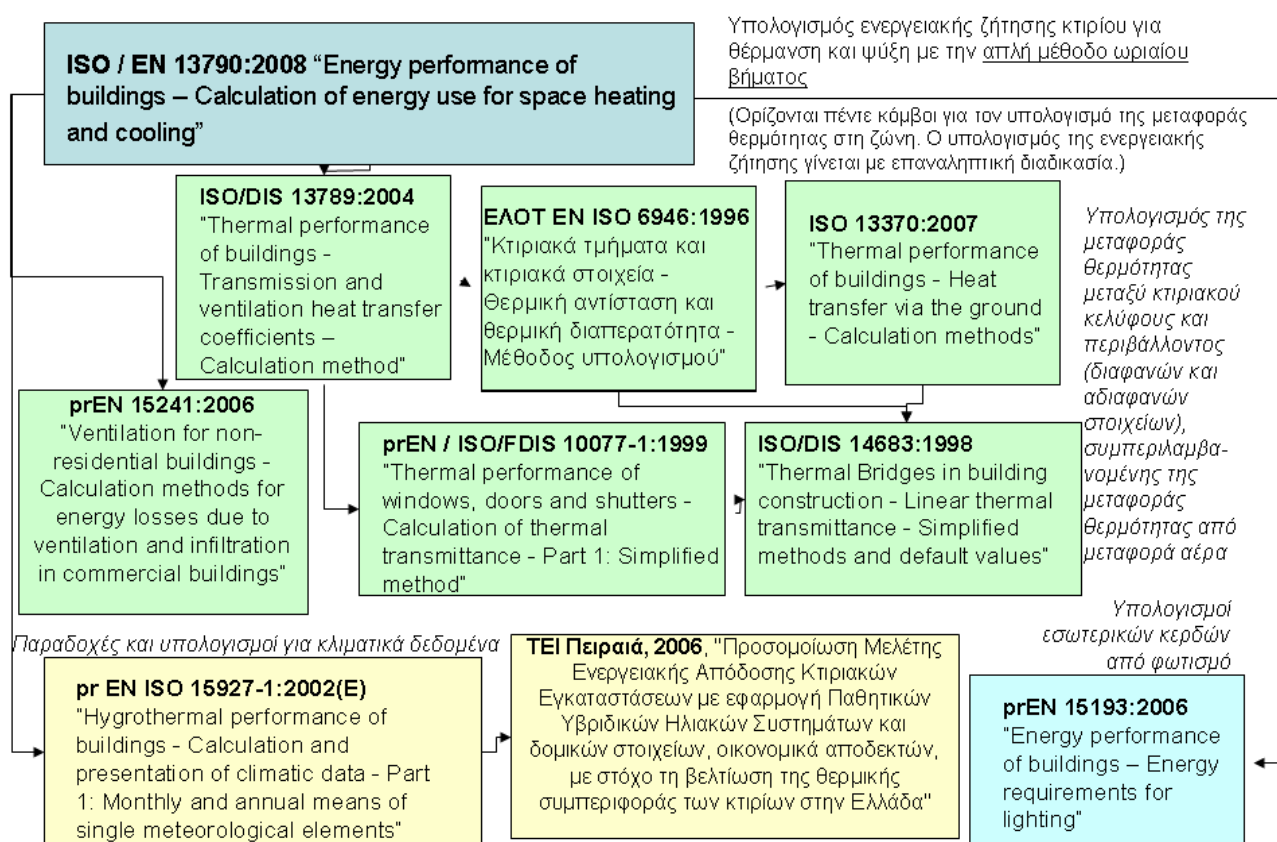 ISO / EN 13790:2008 “Energy performance of
buildings – Calculation of energy use for space heating
and cooling”
Υπολογισμός ενεργειακής ζήτησης κτιρίου για
θέρμανση και ψύξη με την απλή μέθοδο ωριαίου
βήματος
(Ορίζονται πέντε κόμβοι για τον υπολογισμό της μεταφοράς
θερμότητας στη ζώνη. Ο υπολογισμός της ενεργειακής
ζήτησης γίνεται με επαναληπτική διαδικασία.)
ISO/DIS 13789:2004
"Thermal performance
of buildings -
Transmission and
ventilation heat transfer
coefficients –
Calculation method"
ΕΛΟΤ EN ISO 6946:1996
"Κτιριακά τμήματα και
κτιριακά στοιχεία -
Θερμική αντίσταση και
θερμική διαπερατότητα -
Μέθοδος υπολογισμού"
ISO 13370:2007
"Thermal performance
of buildings - Heat
transfer via the ground
- Calculation methods"
Υπολογισμός της
μεταφοράς
θερμότητας
μεταξύ κτιριακού
κελύφους και
περιβάλλοντος
(διαφανών και
αδιαφανών
στοιχείων),
συμπεριλαμβα-
νομένης της
μεταφοράς
θερμότητας από
μεταφορά αέρα
prEN 15241:2006
"Ventilation for non-
residential buildings -
Calculation methods for
energy losses due to
ventilation and infiltration
in commercial buildings"
prEN / ISO/FDIS 10077-1:1999
"Thermal performance of
windows, doors and shutters -
Calculation of thermal
transmittance - Part 1: Simplified
method"
ISO/DIS 14683:1998
"Thermal Bridges in building
construction - Linear thermal
transmittance - Simplified
methods and default values"
Παραδοχές και υπολογισμοί για κλιματικά δεδομένα
pr EN ISO 15927-1:2002(E)
"Hygrothermal performance of
buildings - Calculation and
presentation of climatic data - Part
1: Monthly and annual means of
single meteorological elements"
ΤΕΙ Πειραιά, 2006, "Προσομοίωση Μελέτης
Ενεργειακής Απόδοσης Κτιριακών
Εγκαταστάσεων με εφαρμογή Παθητικών
Υβριδικών Ηλιακών Συστημάτων και
δομικών στοιχείων, οικονομικά αποδεκτών,
με στόχο τη βελτίωση της θερμικής
συμπεριφοράς των κτιρίων στην Ελλάδα"
Υπολογισμοί
εσωτερικών κερδών
από φωτισμό
prEN 15193:2006
"Energy performance
of buildings – Energy
requirements for
lighting"